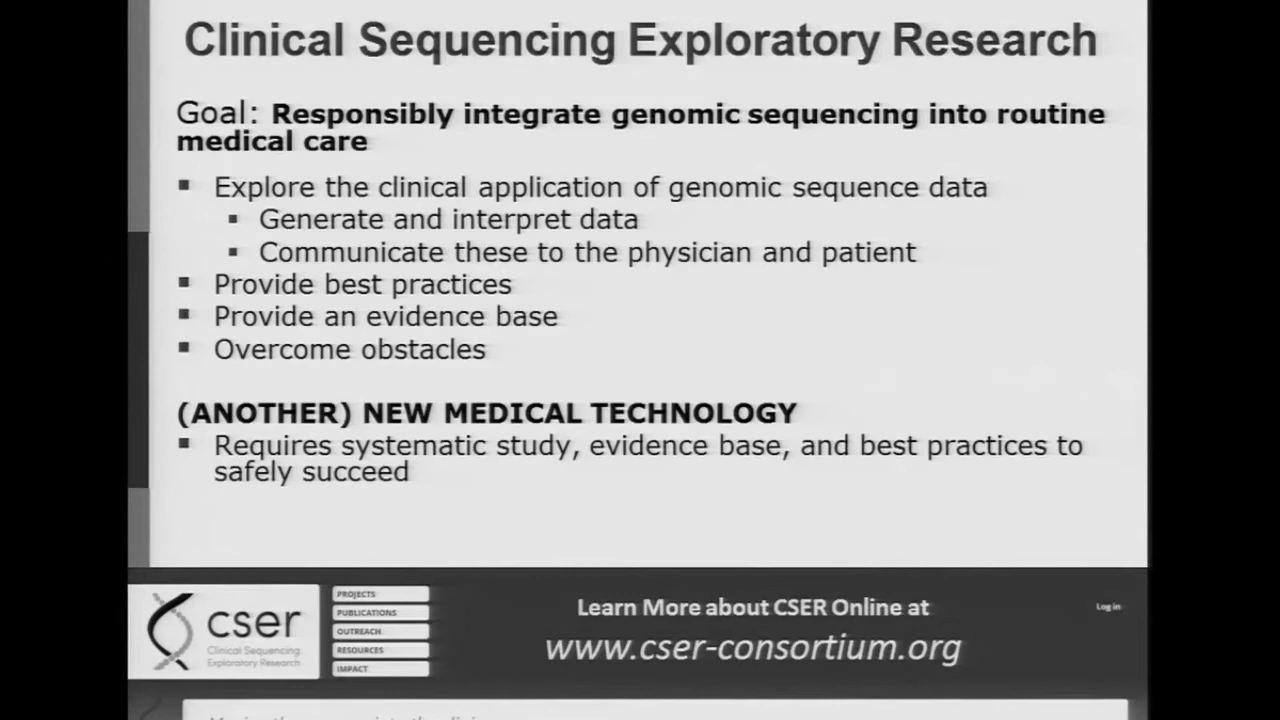 Clinical Sequencing Exploratory Research
Goal: Responsibly integrate genomic sequencing into routine
medical care
▪ Explore the clinical application of genomic sequence data
▪ Generate and interpret data
▪ Communicate these to the physician and patient
▪ Provide best practices
▪ Provide an evidence base
▪ Overcome obstacles
(ANOTHER) NEW MEDICAL TECHNOLOGY
▪ Requires systematic study, evidence base, and best practices to
safely succeed
cser
Clinical Sequencing
Exploratory Research
PROJECTS
PUBLICATIONS
OUTREACH
RESOURCES
IMPACT
Learn More about CSER Online at
www.cser-consortium.org
Log in